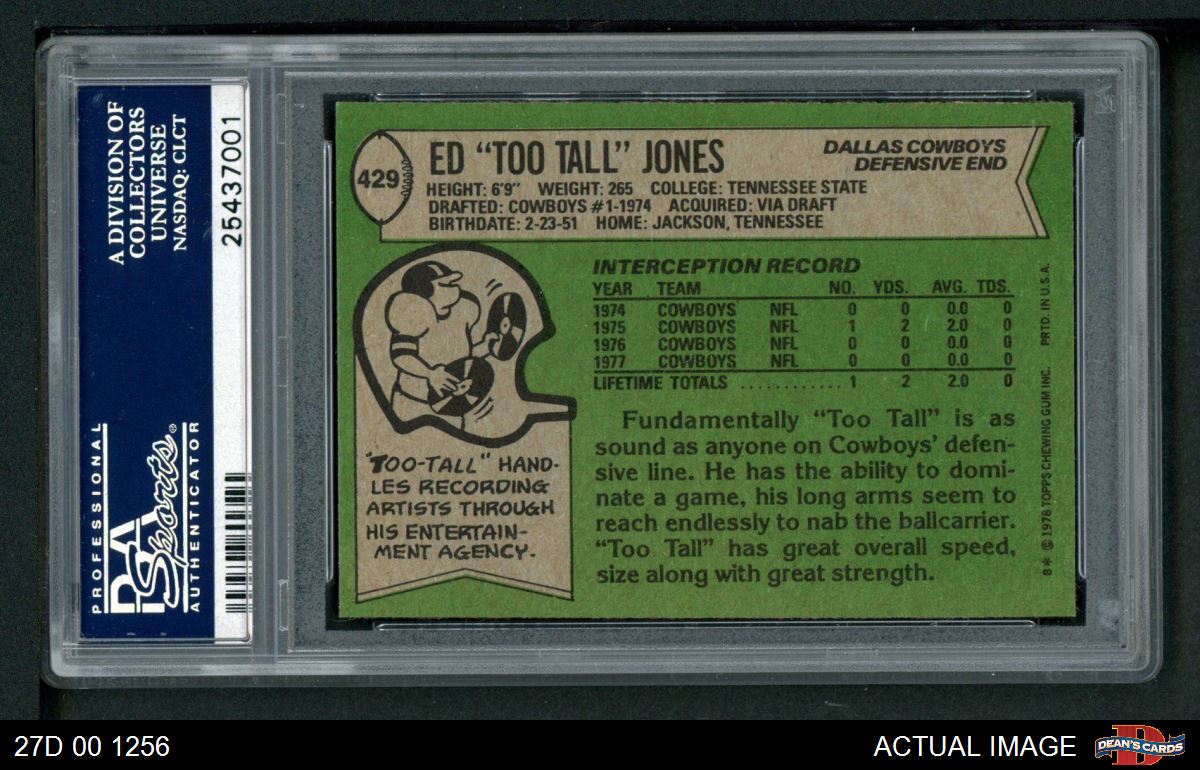 A DIVISION OF
COLLECTORS
UNIVERSE
NASDAQ: CLCT
25437001
PROFESSIONAL
PSA
Sports®
AUTHENTICATOR
429
ED "TOO TALL" JONES
DALLAS COWBOYS
DEFENSIVE END
HEIGHT: 6'9" WEIGHT: 265 COLLEGE: TENNESSEE STATE
DRAFTED: COWBOYS #1-1974 ACQUIRED: VIA DRAFT
BIRTHDATE: 2-23-51 HOME: JACKSON, TENNESSEE
INTERCEPTION RECORD
YEAR TEAM NO. YDS. AVG. TDS.
1974 COWBOYS NFL 0 0 0.0 0
1975 COWBOYS NFL 1 2 2.0 0
1976 COWBOYS NFL 0 0 0.0 0
1977 COWBOYS NFL 0 0 0.0 0
LIFETIME TOTALS ............ 1 2 2.0 0
"TOO-TALL" HAND-
LES RECORDING
ARTISTS THROUGH
HIS ENTERTAIN-
MENT AGENCY.
Fundamentally "Too Tall" is as
sound as anyone on Cowboys' defen-
sive line. He has the ability to domi-
nate a game, his long arms seem to
reach endlessly to nab the ballcarrier.
"Too Tall" has great overall speed,
size along with great strength.
8* © 1978 TOPPS CHEWING GUM INC. PRTD. IN U.S.A.
27D 00 1256
ACTUAL IMAGE
D
DEAN'S CARDS